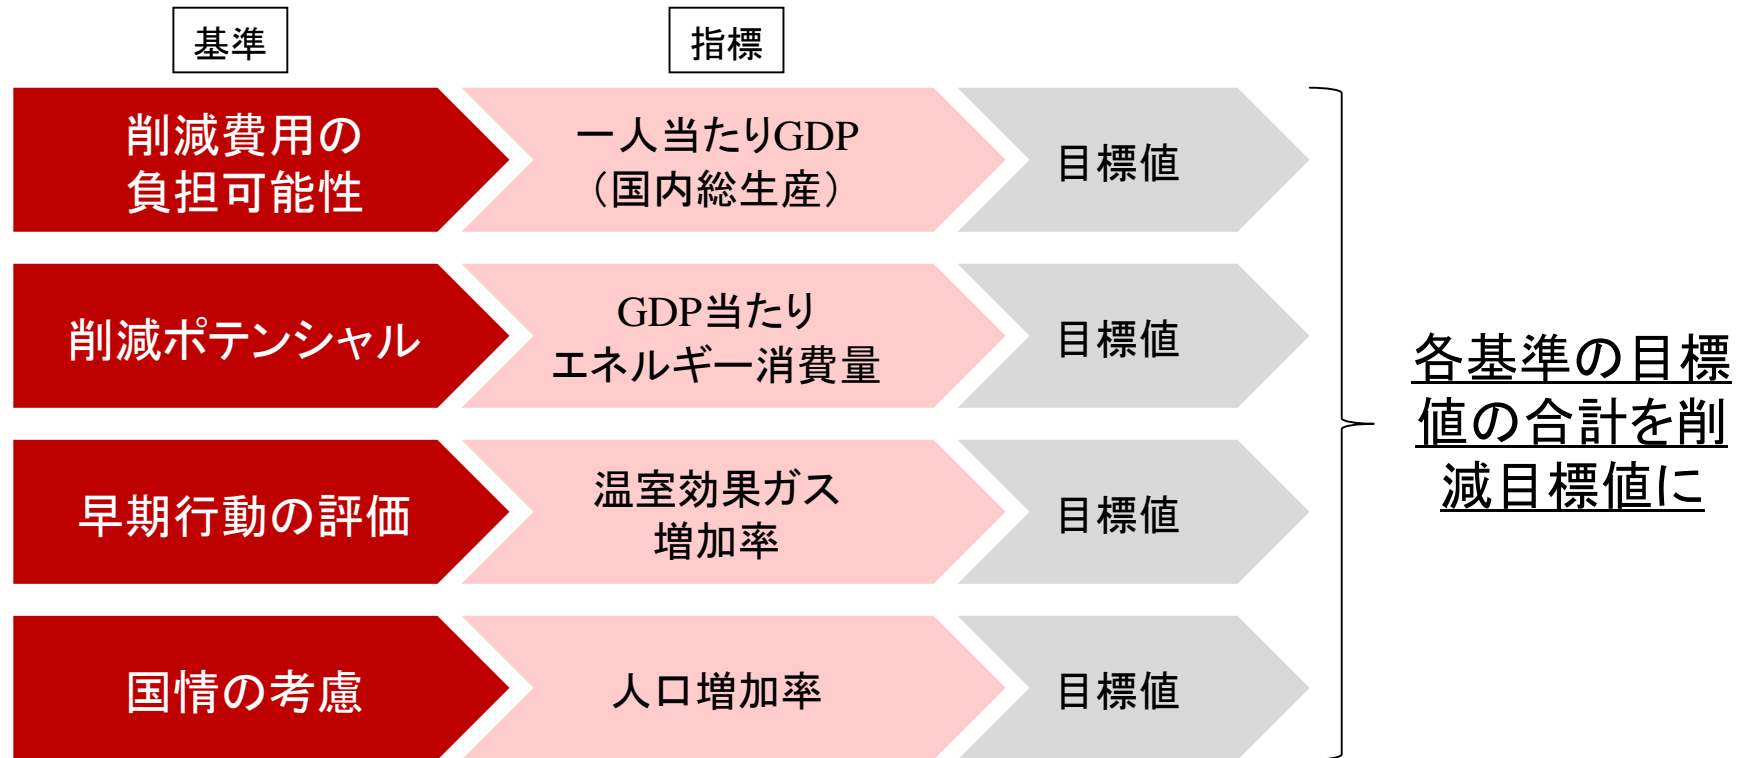 基準
指標
削減費用の
負担可能性
一人当たりGDP
（国内総生産）
目標値
削減ポテンシャル
GDP当たり
エネルギー消費量
目標値
早期行動の評価
温室効果ガス
増加率
目標値
国情の考慮
人口増加率
目標値
各基準の目標
値の合計を削
減目標値に